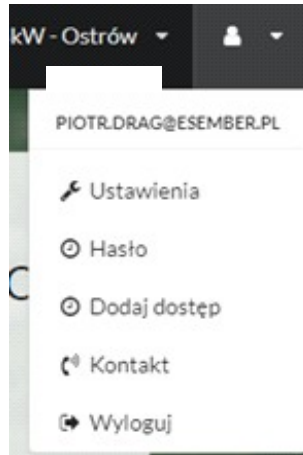 kW - Ostrów
PIOTR.DRAG@ESEMBER.PL
Ustawienia
Hasło
Dodaj dostęp
Kontakt
Wyloguj